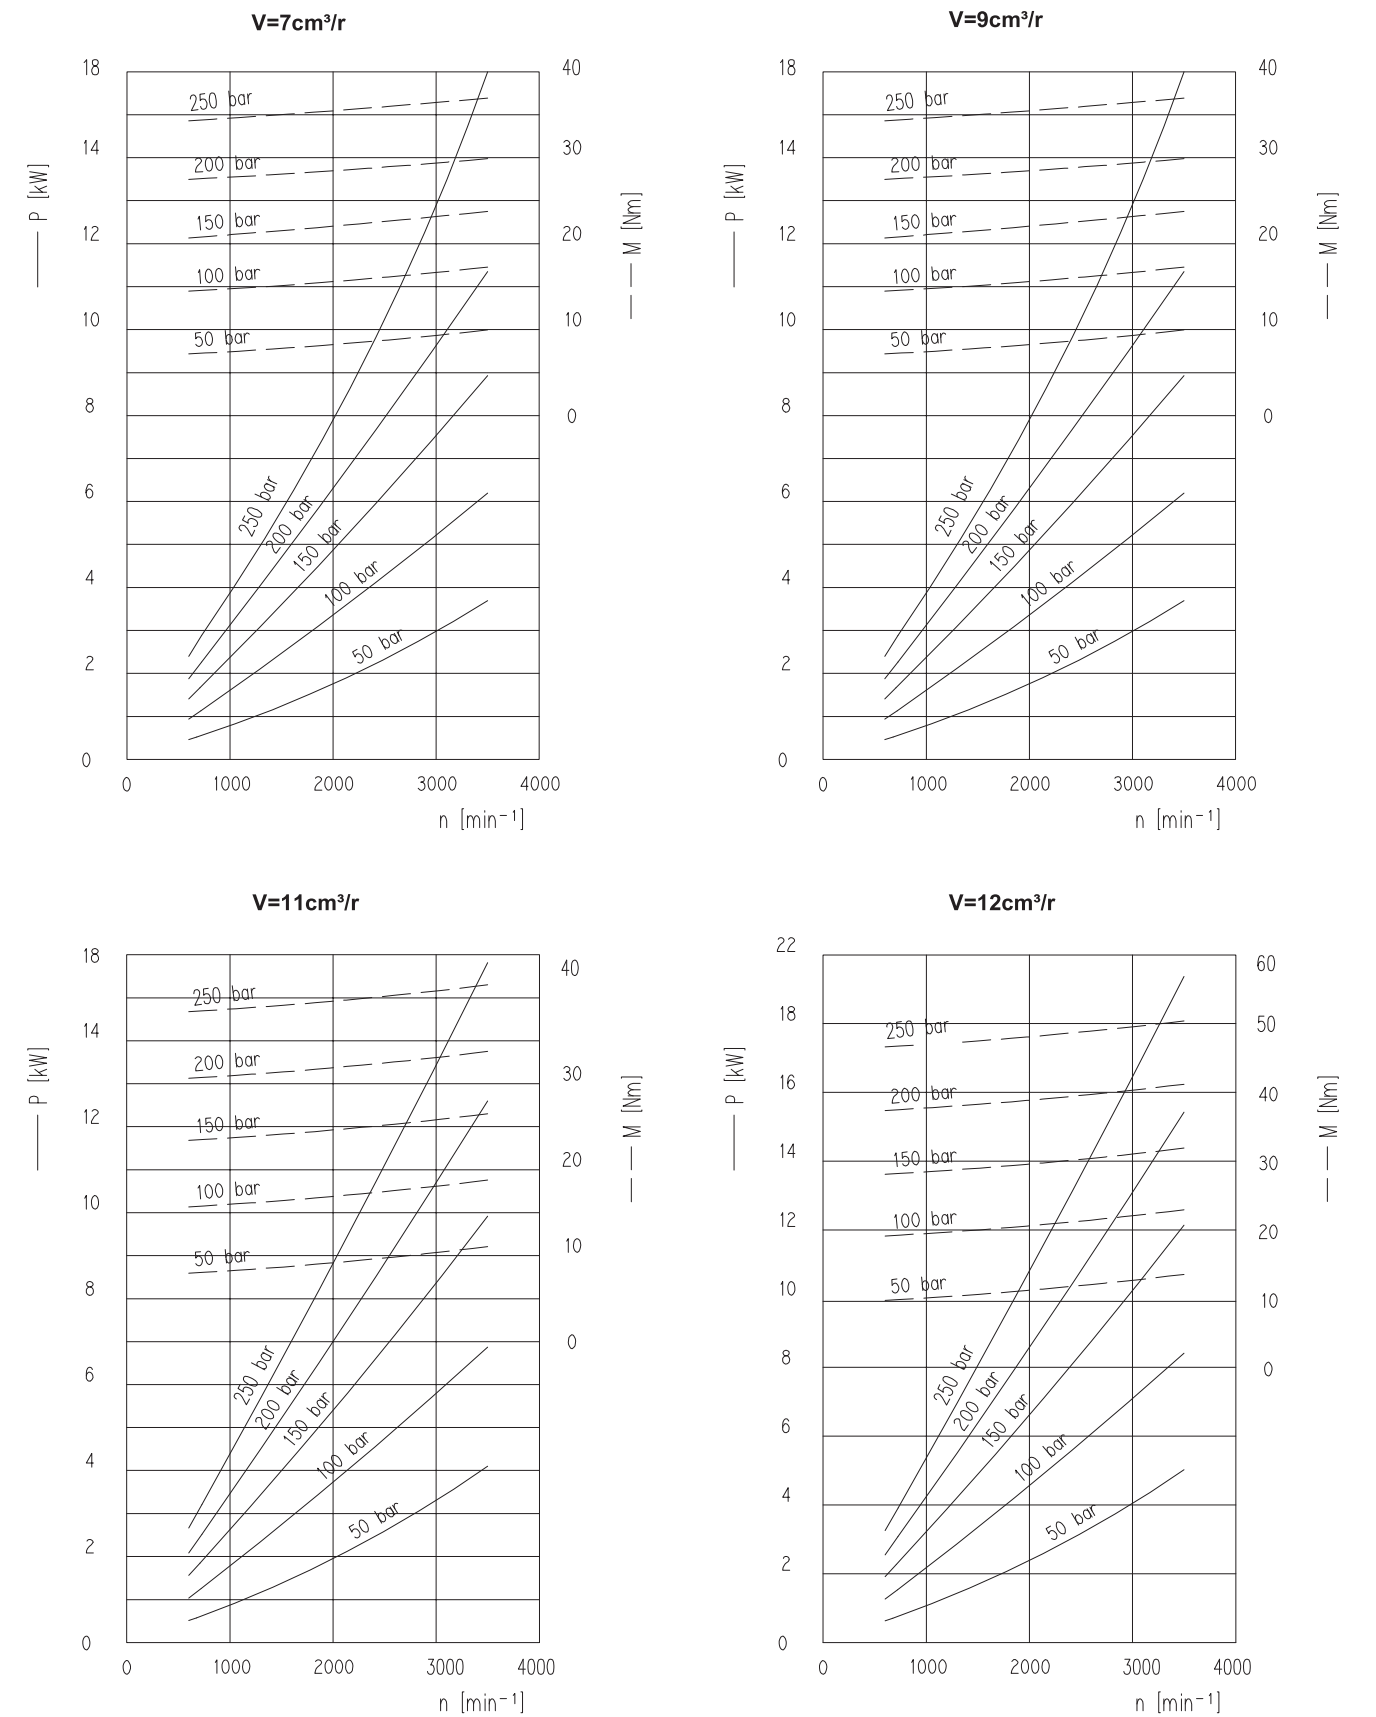 V=7cm³/r
18 40
250 bar
14 30
200 bar
P [kW]
M [Nm]
150 bar
12 20
100 bar
10 10
50 bar
8 0
6
250 bar
200 bar
150 bar
4
100 bar
2
50 bar
0
0 1000 2000 3000 4000
n [min⁻¹]
V=9cm³/r
18 40
250 bar
14 30
200 bar
P [kW]
M [Nm]
150 bar
12 20
100 bar
10 10
50 bar
8 0
6
250 bar
200 bar
150 bar
4
100 bar
2
50 bar
0
0 1000 2000 3000 4000
n [min⁻¹]
V=11cm³/r
18 40
250 bar
14
200 bar
30
P [kW]
M [Nm]
12
150 bar
20
100 bar
10
10
50 bar
8
0
6
250 bar
200 bar
150 bar
4
100 bar
2
50 bar
0
0 1000 2000 3000 4000
n [min⁻¹]
V=12cm³/r
22
60
18 50
250 bar
16 40
200 bar
P [kW]
M [Nm]
14 30
150 bar
12 20
100 bar
10 10
50 bar
8 0
250 bar
200 bar
150 bar
6
100 bar
4
50 bar
2
0
0 1000 2000 3000 4000
n [min⁻¹]